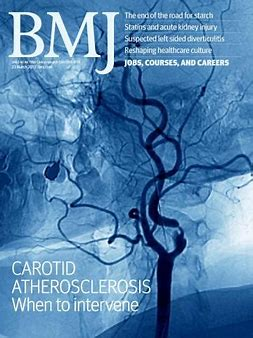 BMJ
The end of the road for starch
Statins and acute kidney injury
Suspected left sided diverticulitis
Reshaping healthcare culture
JOBS, COURSES, AND CAREERS
CAROTID
ATHEROSCLEROSIS
When to intervene